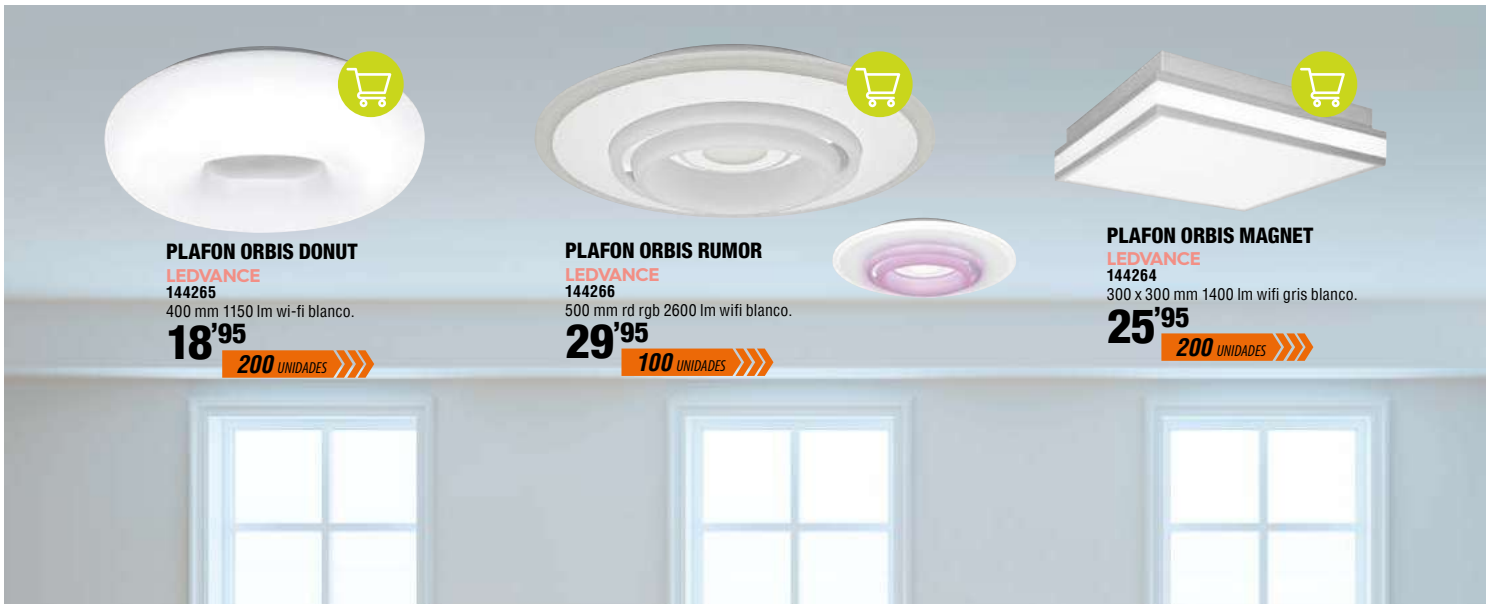 PLAFON ORBIS DONUT
LEDVANCE
144265
400 mm 1150 lm wi-fi blanco.
18’95
200 UNIDADES
PLAFON ORBIS RUMOR
LEDVANCE
144266
500 mm rd rgb 2600 lm wifi blanco.
29’95
100 UNIDADES
PLAFON ORBIS MAGNET
LEDVANCE
144264
300 x 300 mm 1400 lm wifi gris blanco.
25’95
200 UNIDADES